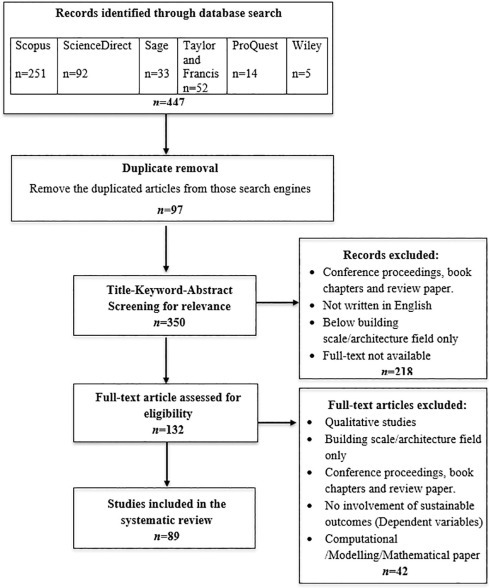 Records identified through database search
Scopus
n=251
ScienceDirect
n=92
Sage
n=33
Taylor
and
Francis
n=52
ProQuest
n=14
Wiley
n=5
n=447
Duplicate removal
Remove the duplicated articles from those search engines
n=97
Title-Keyword-Abstract
Screening for relevance
n=350
Records excluded:
• Conference proceedings, book
chapters and review paper.
• Not written in English
• Below building
scale/architecture field only
• Full-text not available
n=218
Full-text article assessed for
eligibility
n=132
Full-text articles excluded:
• Qualitative studies
• Building scale/architecture field
only
• Conference proceedings, book
chapters and review paper.
• No involvement of sustainable
outcomes (Dependent variables)
• Computational
/Modelling/Mathematical paper
n=42
Studies included in the
systematic review
n=89